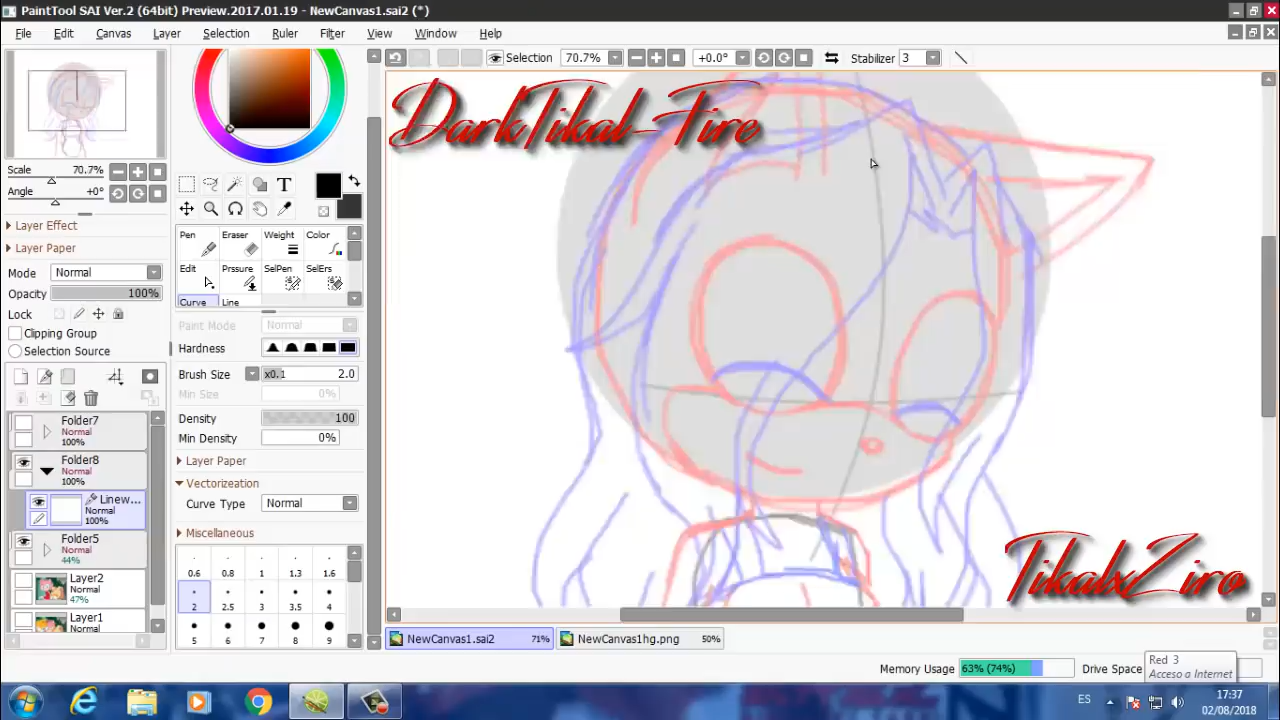 PaintTool SAI Ver.2 (64bit) Preview.2017.01.19 - NewCanvas1.sai2 (*)
File Edit Canvas Layer Selection Ruler Filter View Window Help
Selection 70.7% +0.0° Stabilizer 3
DarkTikal-Fire
Scale 70.7%
Angle +0°
Layer Effect
Layer Paper
Mode Normal
Opacity 100%
Lock
Clipping Group
Selection Source
Folder7
Normal
100%
Folder8
Normal
100%
Linew...
Normal
100%
Folder5
Normal
44%
Layer2
Normal
47%
Layer1
Normal
T
Pen Eraser Weight Color
Edit Prssure SelPen SelErs
Curve Line
Paint Mode Normal
Hardness
Brush Size x0.1 2.0
Min Size 0%
Density 100
Min Density 0%
Layer Paper
Vectorization
Curve Type Normal
Miscellaneous
0.6 0.8 1 1.3 1.6
2 2.5 3 3.5 4
5 6 7 8 9
TikalxZiro
NewCanvas1.sai2 71% NewCanvas1hg.png 50%
Memory Usage 63% (74%) Drive Space
Red 3
Acceso a Internet
ES 17:37
02/08/2018